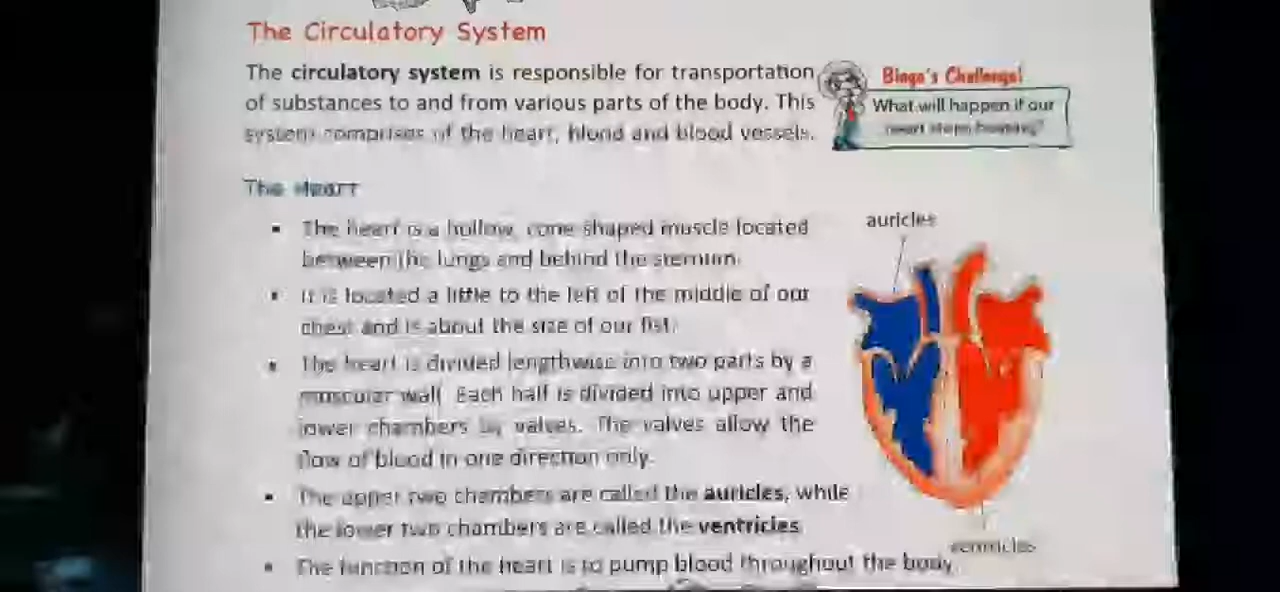 The Circulatory System
The circulatory system is responsible for transportation
of substances to and from various parts of the body. This
system comprises of the heart, blood and blood vessels.
Bingo's Challenge!
What will happen if our
heart stops beating?
The Heart
▪ The heart is a hollow, cone shaped muscle located
between the lungs and behind the sternum.
▪ It is located a little to the left of the middle of our
chest and is about the size of our fist.
▪ The heart is divided lengthwise into two parts by a
muscular wall. Each half is divided into upper and
lower chambers by valves. The valves allow the
flow of blood in one direction only.
▪ The upper two chambers are called the auricles, while
the lower two chambers are called the ventricles
▪ The function of the heart is to pump blood throughout the body
auricles
ventricles